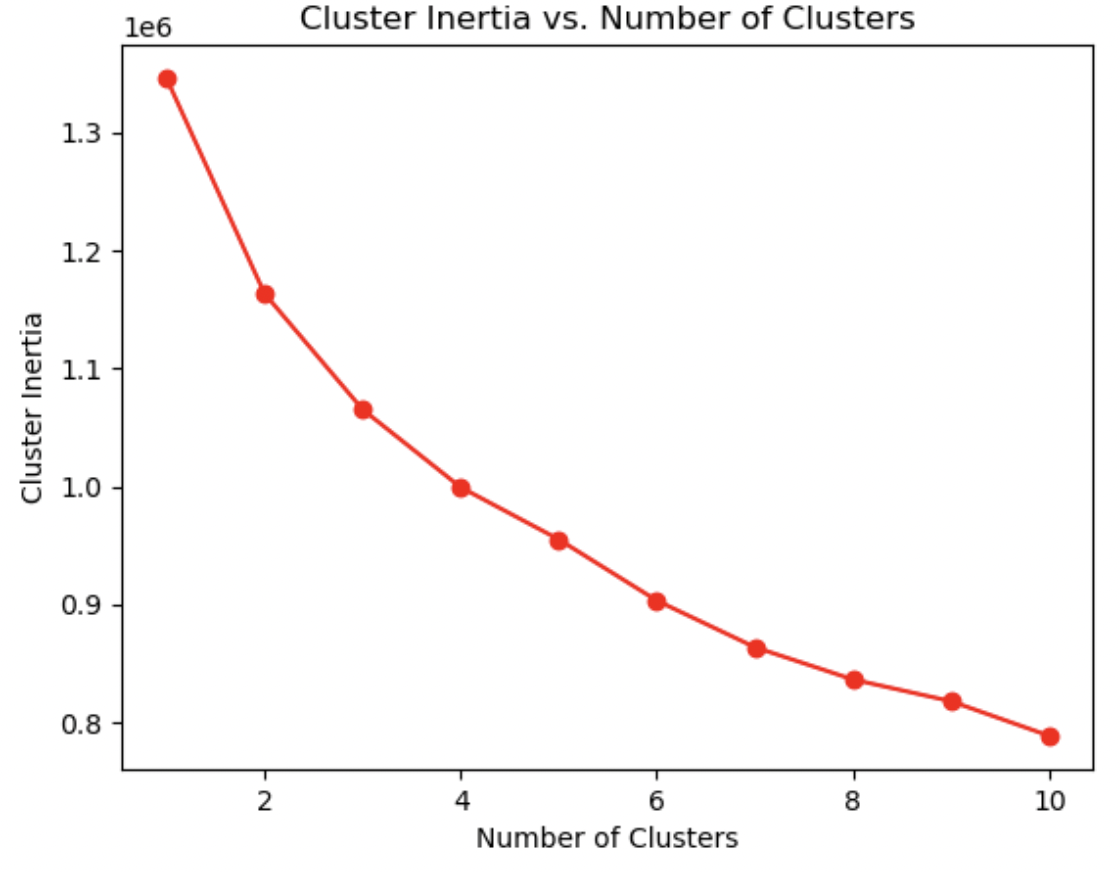 Cluster Inertia vs. Number of Clusters
1e6
1.3
1.2
1.1
1.0
0.9
0.8
Cluster Inertia
2 4 6 8 10
Number of Clusters